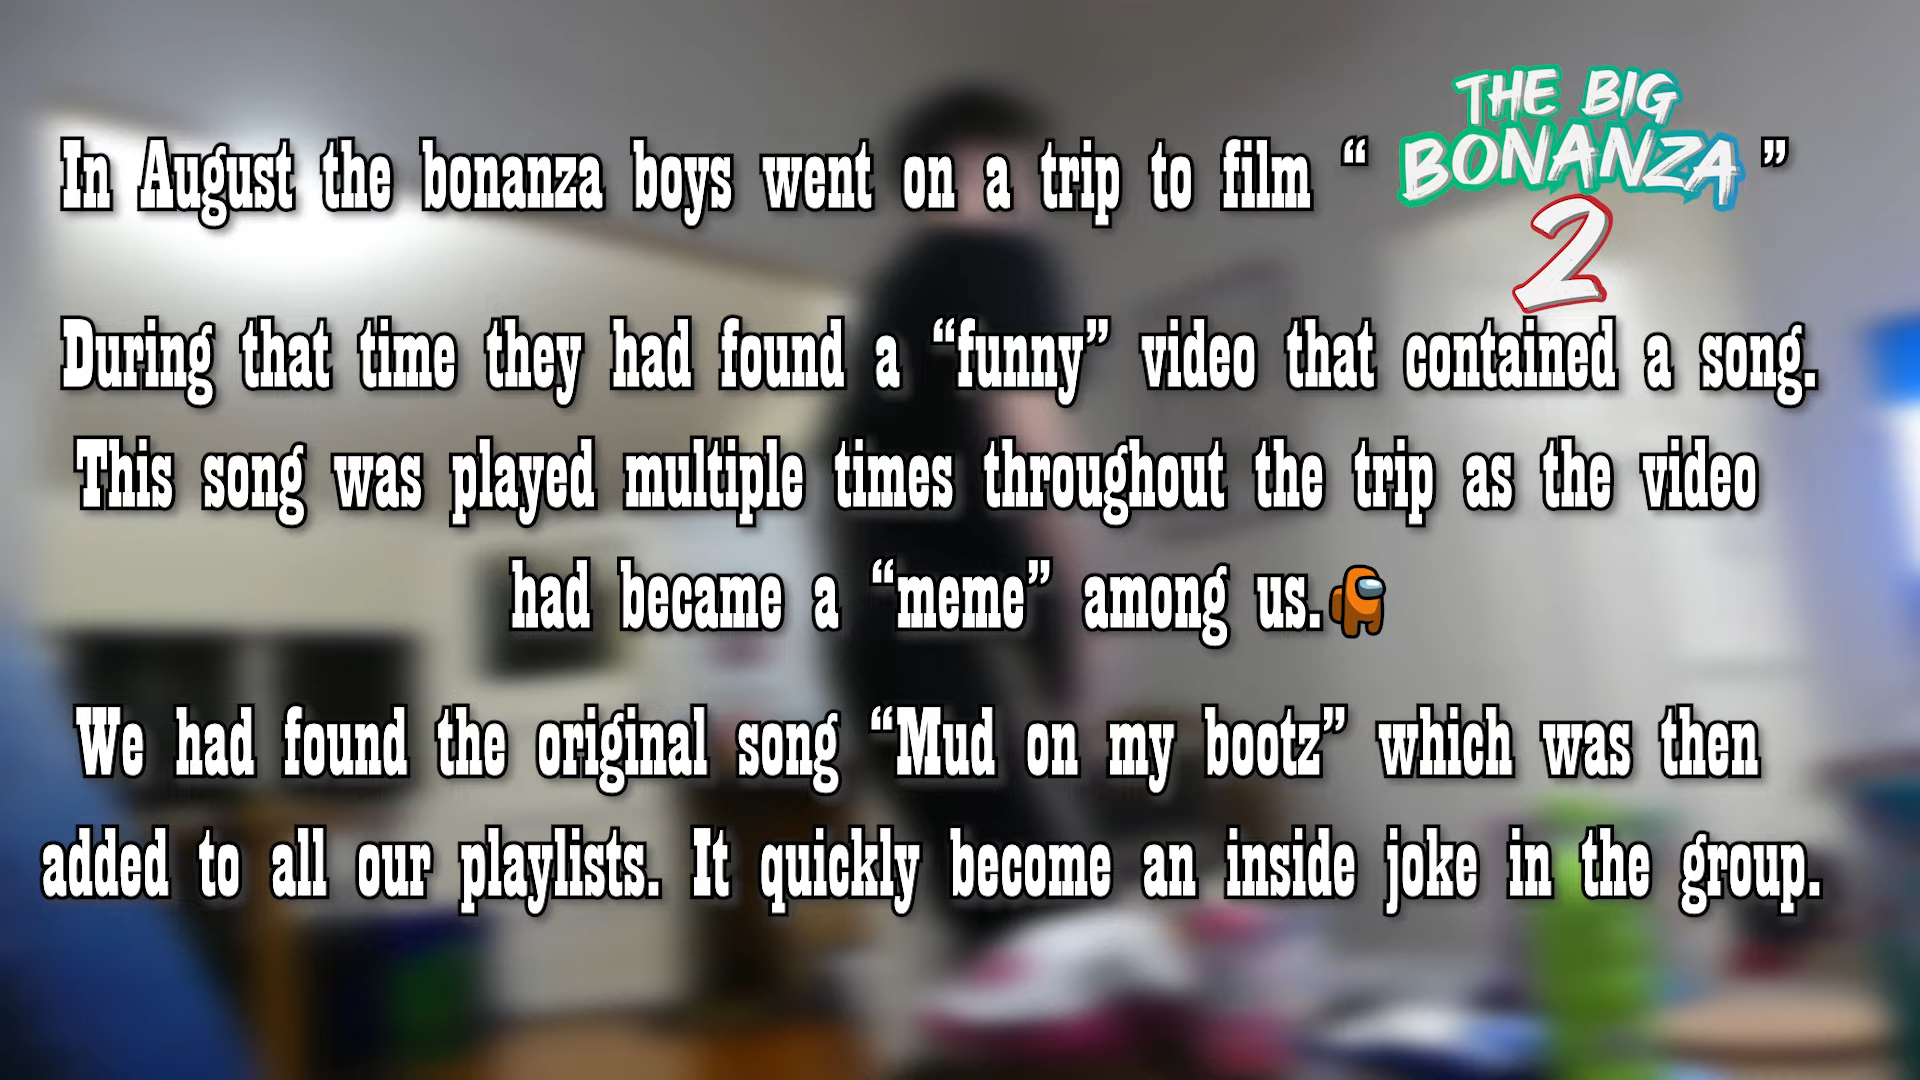 In August the bonanza boys went on a trip to film “THE BIG BONANZA 2”
During that time they had found a “funny” video that contained a song.
This song was played multiple times throughout the trip as the video
had became a “meme” among us.
We had found the original song “Mud on my bootz” which was then
added to all our playlists. It quickly become an inside joke in the group.